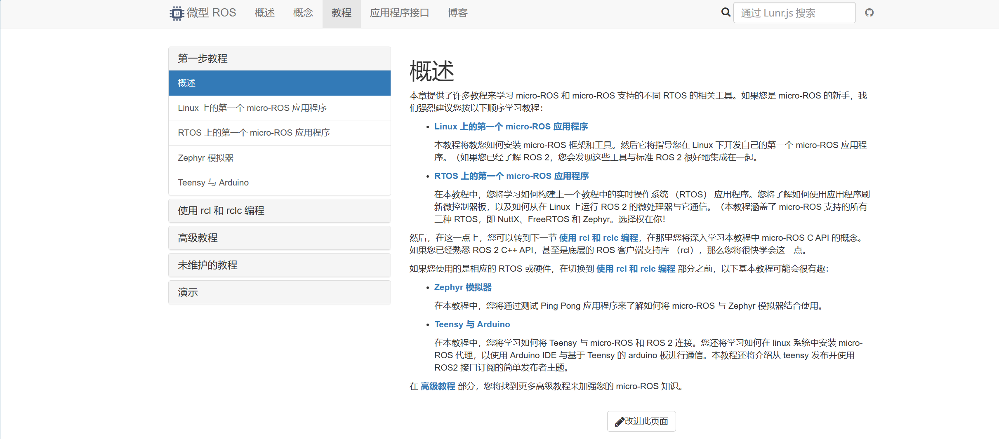 微型 ROS 概述 概念 教程 应用程序接口 博客 通过 Lunr.js 搜索
第一步教程
概述
Linux 上的第一个 micro-ROS 应用程序
RTOS 上的第一个 micro-ROS 应用程序
Zephyr 模拟器
Teensy 与 Arduino
使用 rcl 和 rclc 编程
高级教程
未维护的教程
演示
概述
本章提供了许多教程来学习 micro-ROS 和 micro-ROS 支持的不同 RTOS 的相关工具。如果您是 micro-ROS 的新手，我
们强烈建议您按以下顺序学习教程：
• Linux 上的第一个 micro-ROS 应用程序
本教程将教您如何安装 micro-ROS 框架和工具。然后它将指导您在 Linux 下开发自己的第一个 micro-ROS 应用程
序。（如果您已经了解 ROS 2，您会发现这些工具与标准 ROS 2 很好地集成在一起。
• RTOS 上的第一个 micro-ROS 应用程序
在本教程中，您将学习如何构建上一个教程中的实时操作系统 （RTOS） 应用程序。您将了解如何使用应用程序刷
新微控制器板，以及如何从在 Linux 上运行 ROS 2 的微处理器与它通信。（本教程涵盖了 micro-ROS 支持的所有
三种 RTOS，即 NuttX、FreeRTOS 和 Zephyr。选择权在你！
然后，在这一点上，您可以转到下一节 使用 rcl 和 rclc 编程，在那里您将深入学习本教程中 micro-ROS C API 的概念。
如果您已经熟悉 ROS 2 C++ API，甚至是底层的 ROS 客户端支持库 （rcl），那么您将很快学会这一点。
如果您使用的是相应的 RTOS 或硬件，在切换到 使用 rcl 和 rclc 编程 部分之前，以下基本教程可能会很有趣：
• Zephyr 模拟器
在本教程中，您将通过测试 Ping Pong 应用程序来了解如何将 micro-ROS 与 Zephyr 模拟器结合使用。
• Teensy 与 Arduino
在本教程中，您将学习如何将 Teensy 与 micro-ROS 和 ROS 2 连接。您还将学习如何在 linux 系统中安装 micro-
ROS 代理，以使用 Arduino IDE 与基于 Teensy 的 arduino 板进行通信。本教程还将介绍从 teensy 发布并使用
ROS2 接口订阅的简单发布者主题。
在 高级教程 部分，您将找到更多高级教程来加强您的 micro-ROS 知识。
改进此页面